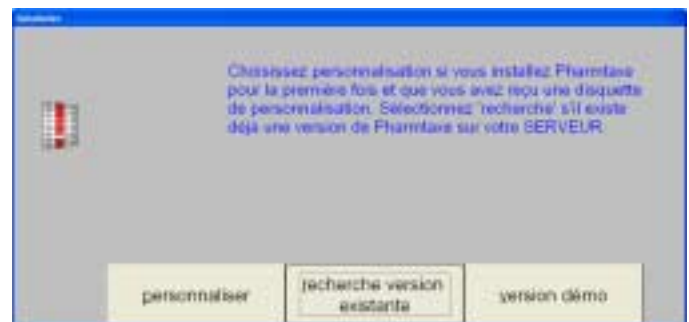 Choisissez personnalisation si vous installez Pharmtaxe
pour la première fois et que vous avez reçu une disquette
de personnalisation. Sélectionnez 'recherche' s'il existe
déjà une version de Pharmtaxe sur votre SERVEUR
personnaliser
recherche version
existante
version démo